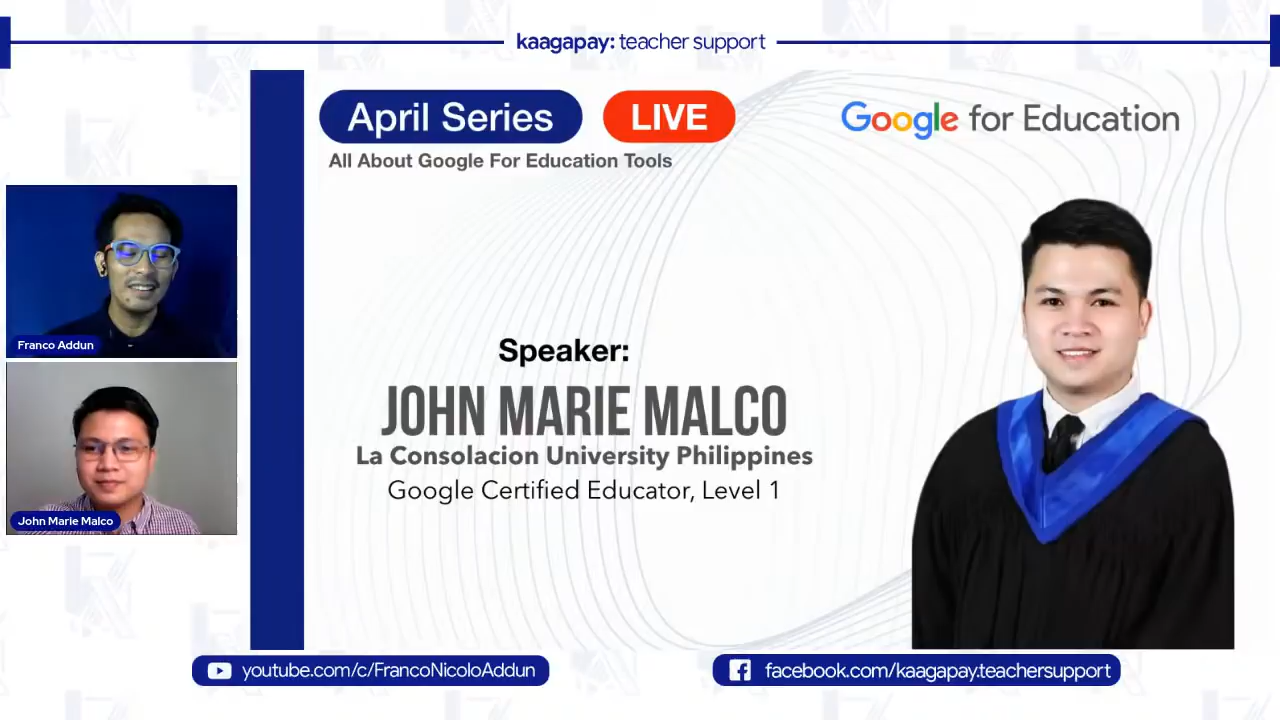 kaagapay: teacher support
April Series LIVE
Google for Education
All About Google For Education Tools
Franco Addun
John Marie Malco
Speaker:
JOHN MARIE MALCO
La Consolacion University Philippines
Google Certified Educator, Level 1
youtube.com/c/FrancoNicoloAddun
facebook.com/kaagapay.teachersupport